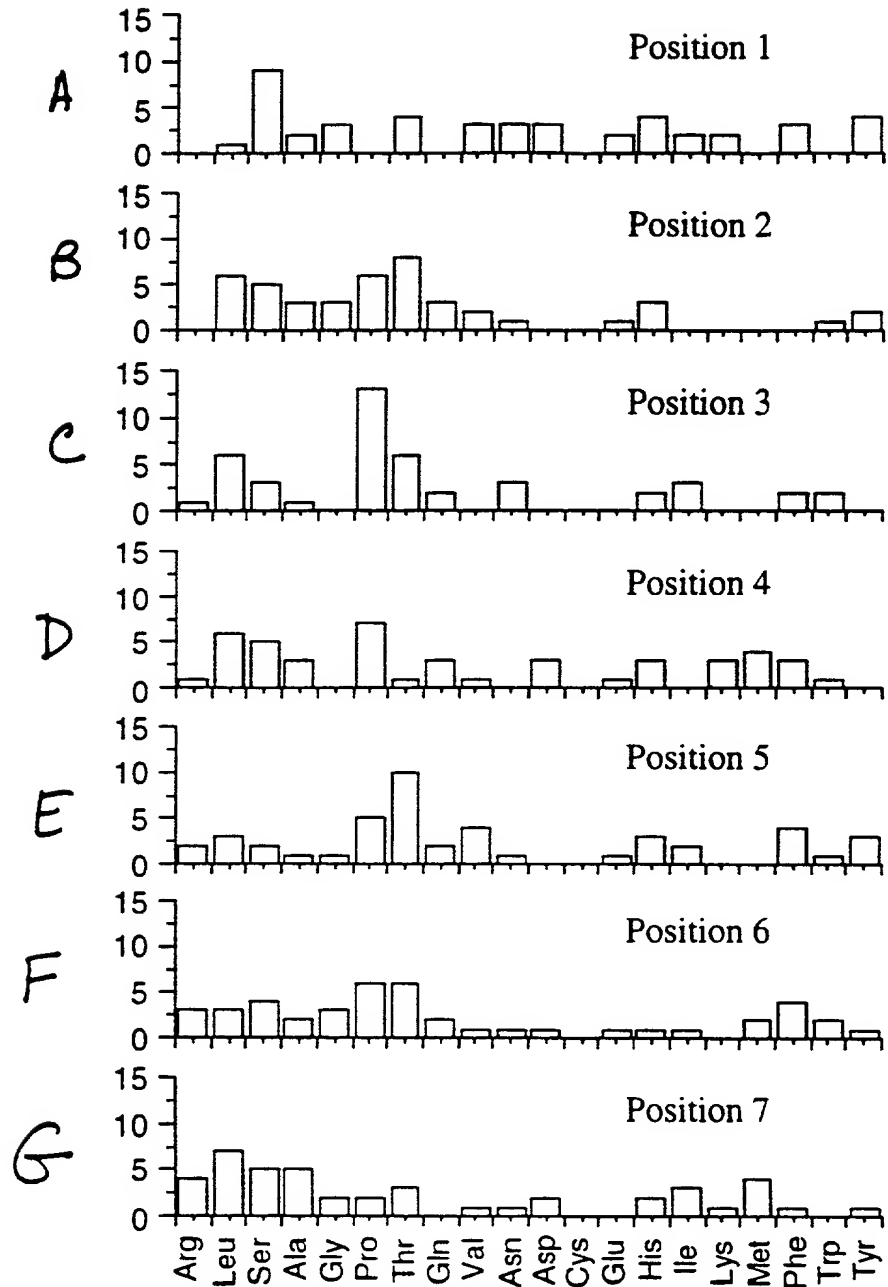 15
10
5
0
A
Position 1
15
10
5
0
B
Position 2
15
10
5
0
C
Position 3
15
10
5
0
D
Position 4
15
10
5
0
E
Position 5
15
10
5
0
F
Position 6
15
10
5
0
G
Position 7
Arg
Leu
Ser
Ala
Gly
Pro
Thr
Gln
Val
Asn
Asp
Cys
Glu
His
Ile
Lys
Met
Phe
Trp
Tyr